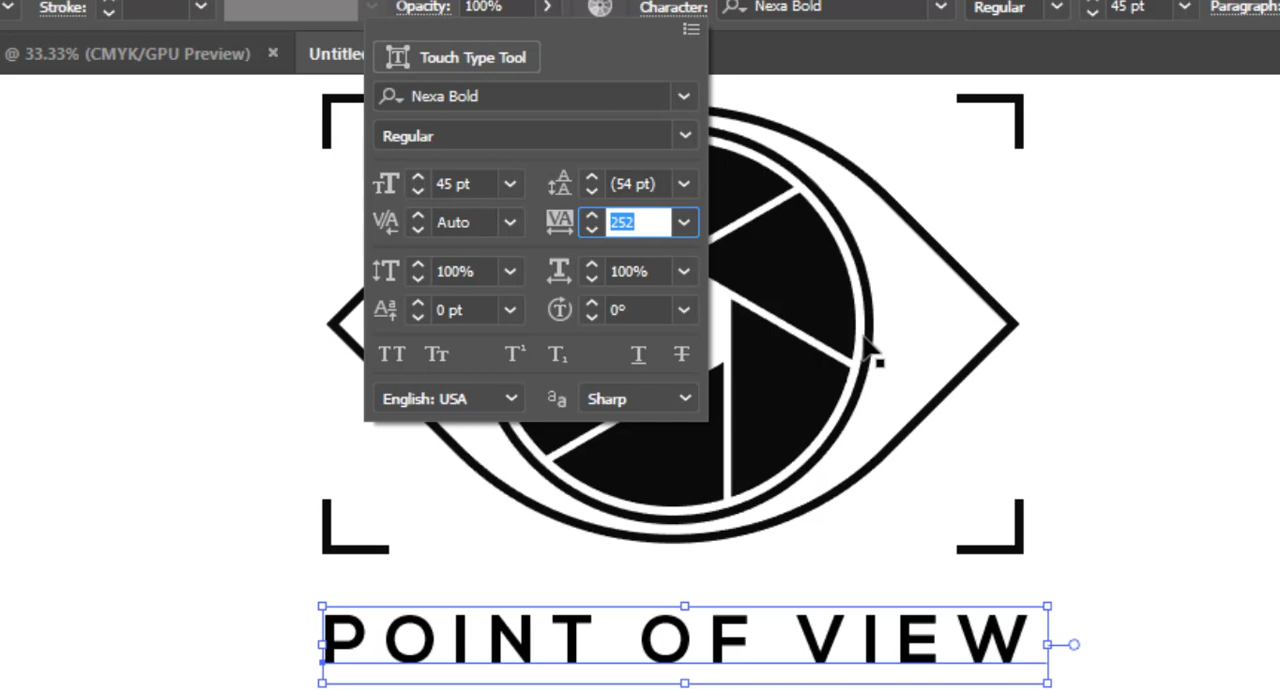 Stroke: Opacity: 100% Character: Nexa Bold Regular 45 pt Paragraph:
@ 33.33% (CMYK/GPU Preview) × Untitle
Touch Type Tool
Nexa Bold
Regular
45 pt (54 pt)
Auto 252
100% 100%
0 pt 0°
TT Tт T¹ T₁ T T
English: USA aa Sharp
POINT OF VIEW